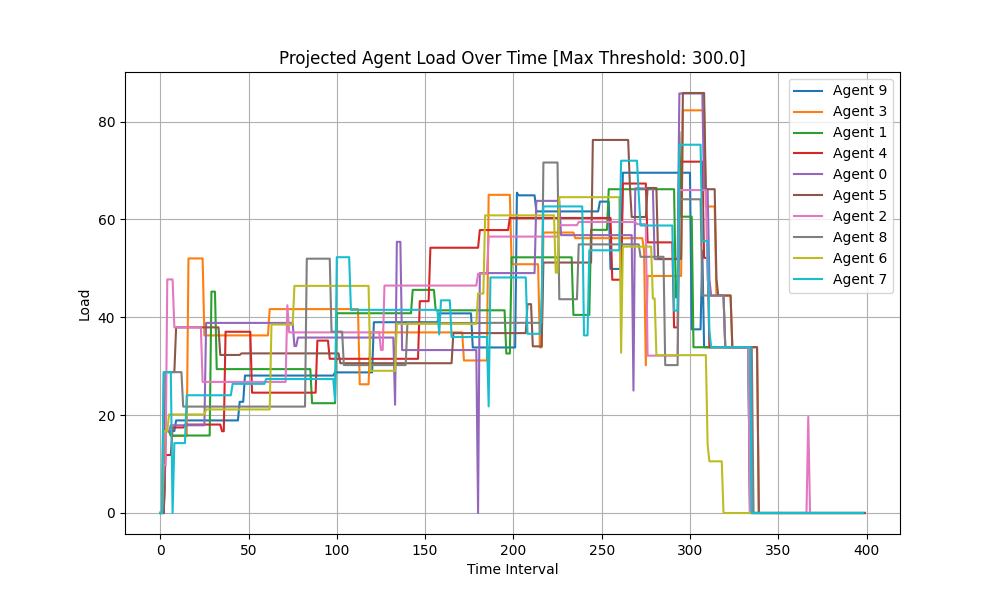 Projected Agent Load Over Time [Max Threshold: 300.0]
Load
80
60
40
20
0
0 50 100 150 200 250 300 350 400
Time Interval
Agent 9
Agent 3
Agent 1
Agent 4
Agent 0
Agent 5
Agent 2
Agent 8
Agent 6
Agent 7